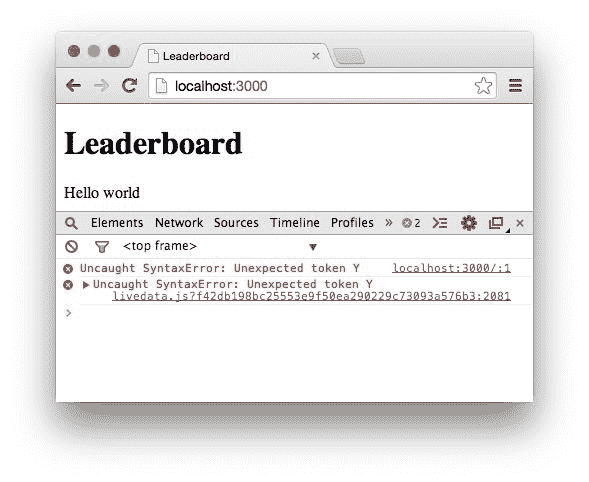 Leaderboard
localhost:3000
Leaderboard
Hello world
Elements Network Sources Timeline Profiles » 2
<top frame>
Uncaught SyntaxError: Unexpected token Y localhost:3000/:1
Uncaught SyntaxError: Unexpected token Y
livedata.js?f42db198bc25553e9f50ea290229c73093a576b3:2081
>